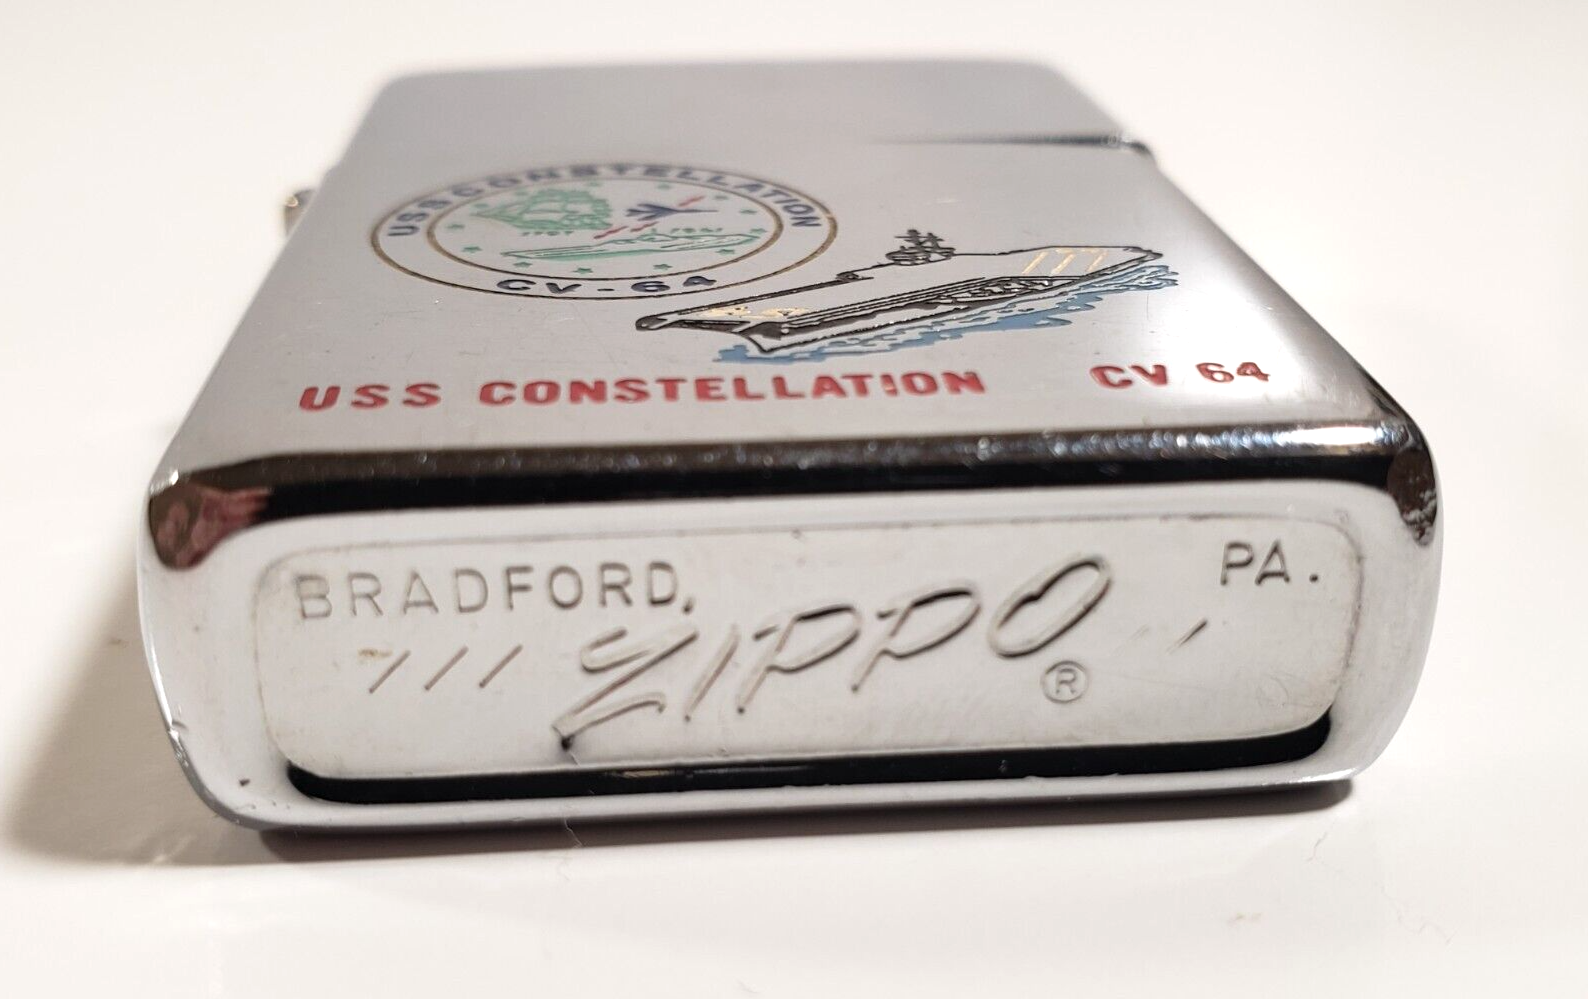 USS CONSTELLATION
CV-64
USS CONSTELLATION CV 64
BRADFORD, PA.
/// ZIPPO ® //